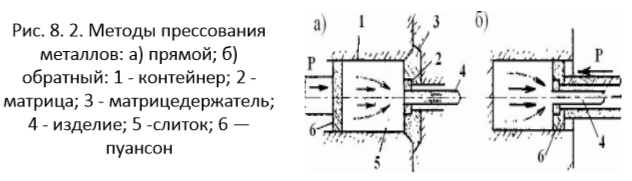 Рис. 8. 2. Методы прессования
металлов: а) прямой; б)
обратный: 1 - контейнер; 2 -
матрица; 3 - матрицедержатель;
4 - изделие; 5 -слиток; 6 —
пуансон
а)
1
3
2
4
P
6
5
б)
P
6
4